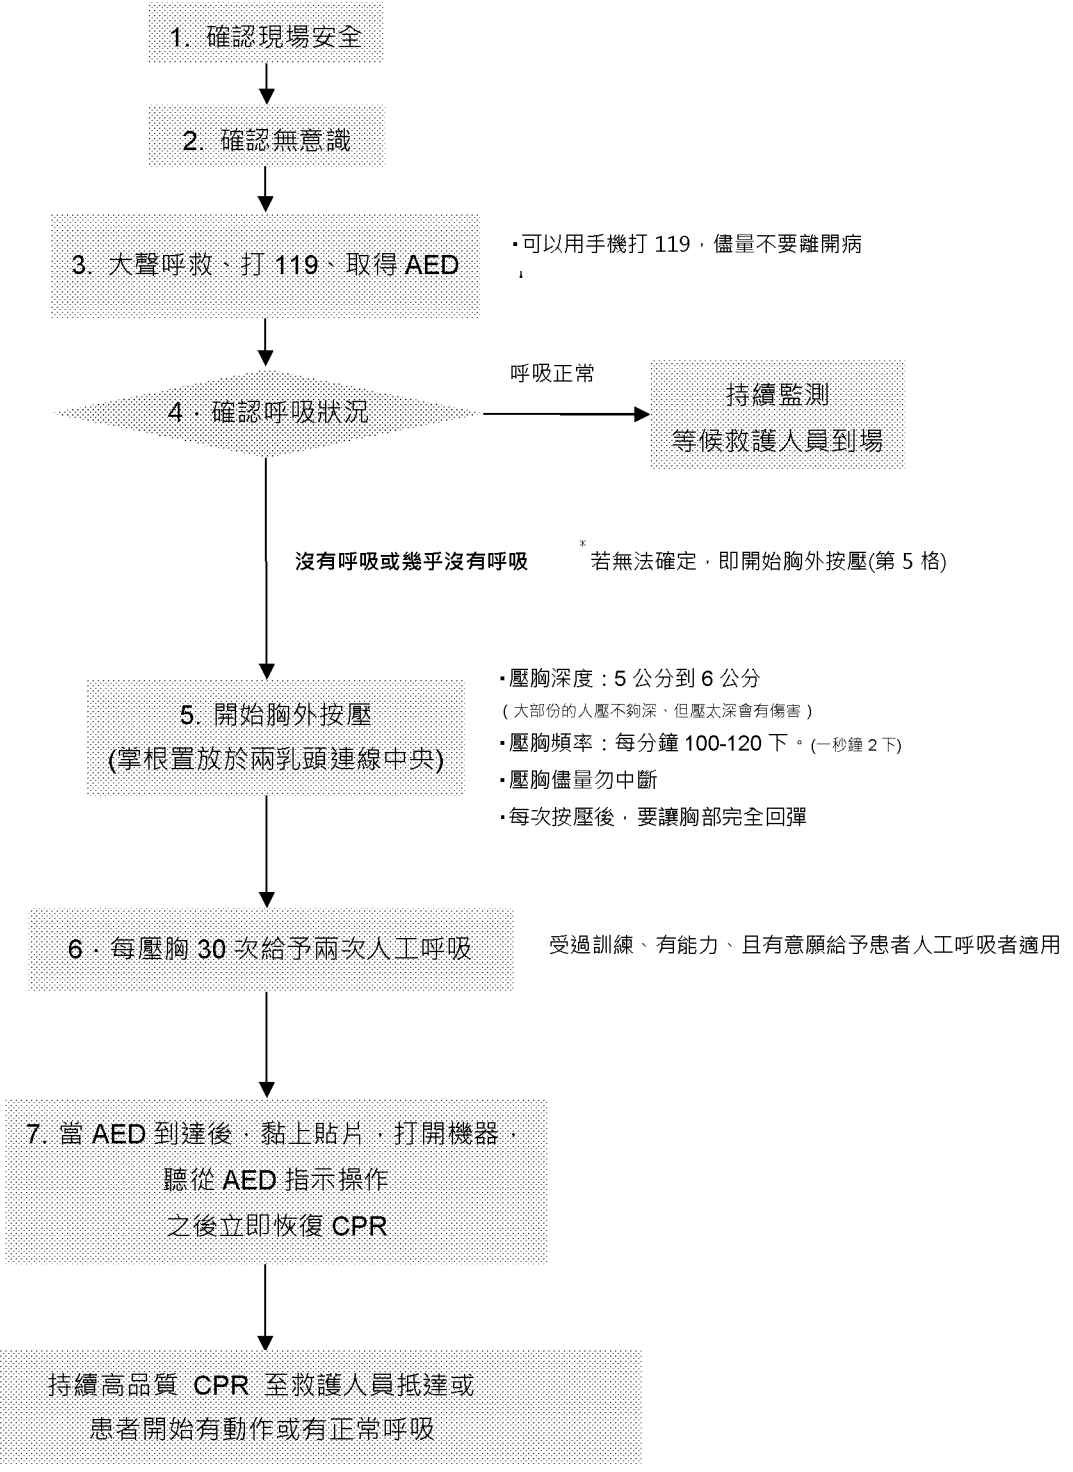 1. 確認現場安全
2. 確認無意識
3. 大聲呼救、打 119、取得 AED
▪可以用手機打 119，儘量不要離開病
4．確認呼吸狀況
呼吸正常
持續監測
等候救護人員到場
沒有呼吸或幾乎沒有呼吸
*若無法確定，即開始胸外按壓(第 5 格)
5. 開始胸外按壓
(掌根置放於兩乳頭連線中央)
▪壓胸深度：5 公分到 6 公分
（大部份的人壓不夠深、但壓太深會有傷害）
▪壓胸頻率：每分鐘 100-120 下。(一秒鐘 2 下)
▪壓胸儘量勿中斷
▪每次按壓後，要讓胸部完全回彈
6．每壓胸 30 次給予兩次人工呼吸
受過訓練、有能力、且有意願給予患者人工呼吸者適用
7. 當 AED 到達後，黏上貼片，打開機器，
聽從 AED 指示操作
之後立即恢復 CPR
持續高品質 CPR 至救護人員抵達或
患者開始有動作或有正常呼吸